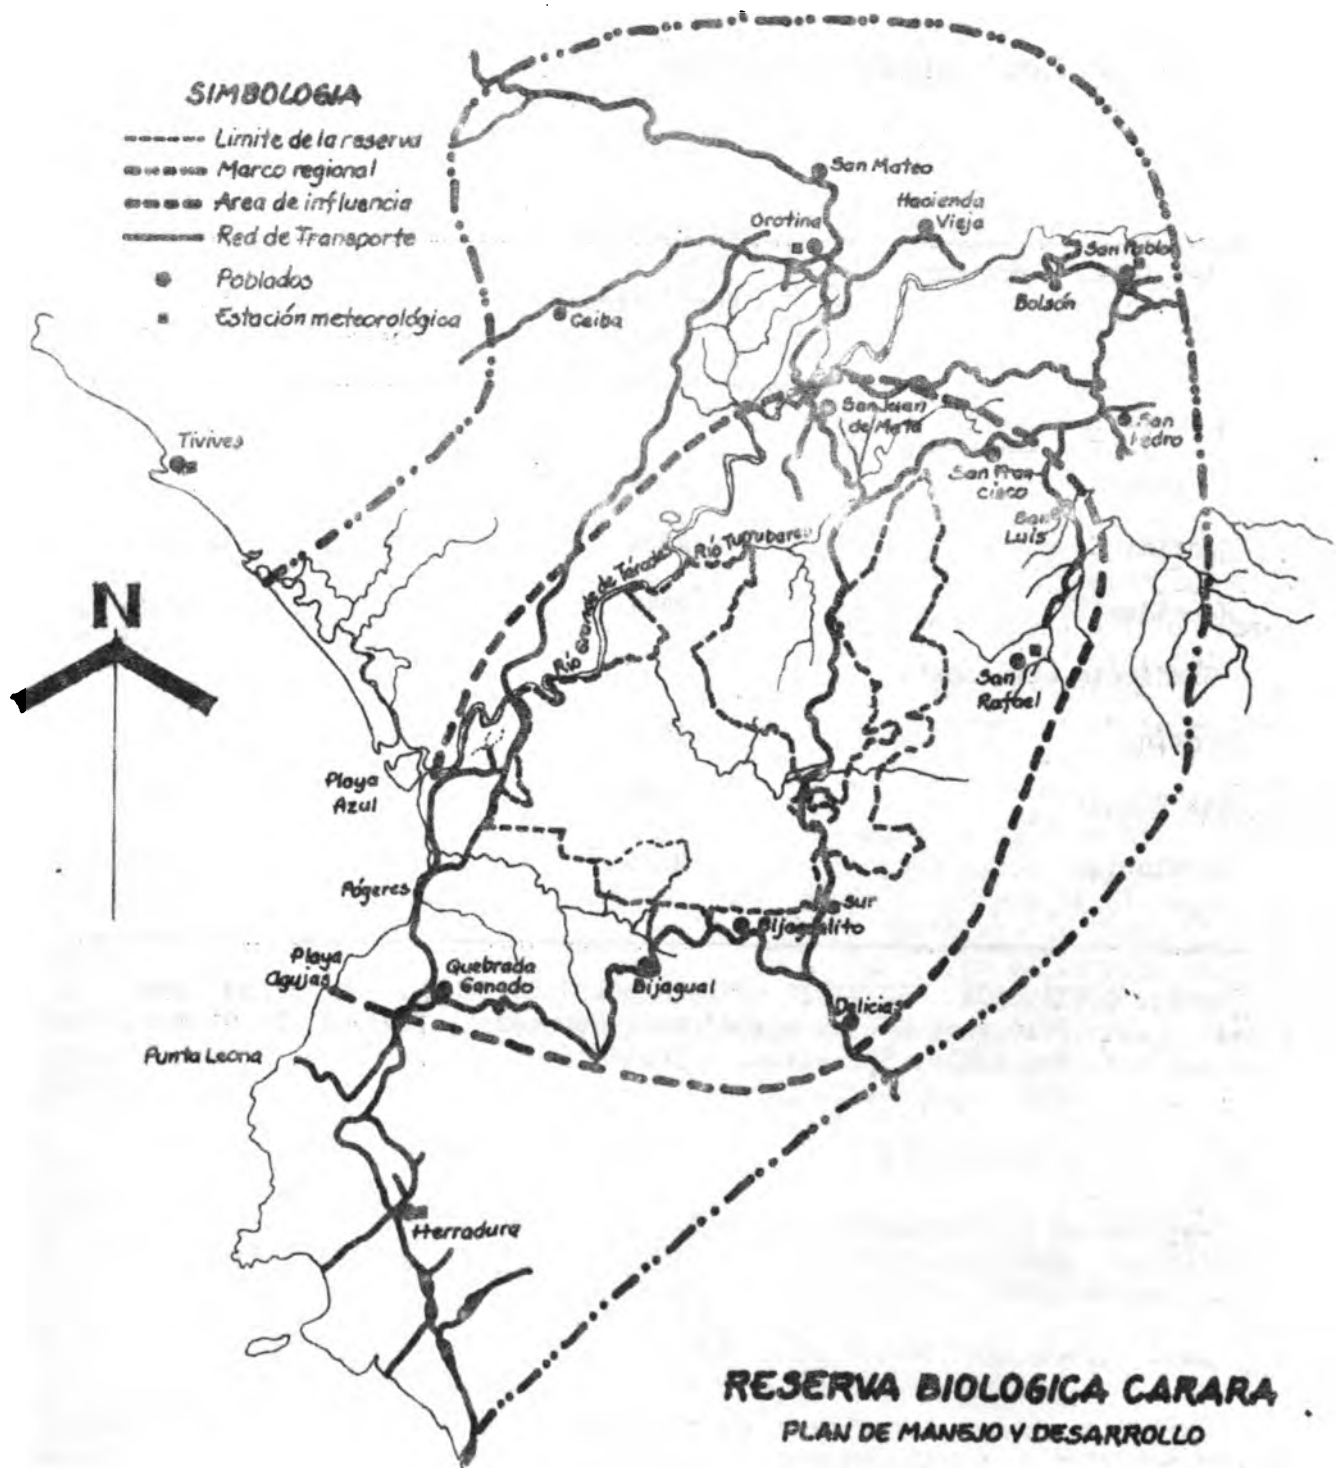 SIMBOLOGIA
Limite de la reserva
Marco regional
Area de influencia
Red de Transporte
Poblados
Estación meteorológica
San Mateo
Hacienda
Vieja
Orotina
San Pablo
Bolsón
Ceiba
Tivives
San Juan
de Mata
San
Pedro
San Fran-
cisco
San
Luis
Río Turrubares
Río Grande de Tárcoles
N
San
Rafael
Playa
Azul
Pógeres
Sur
Bijagualito
Playa
Agujas
Quebrada
Ganado
Bijagual
Delicias
Punta Leona
Herradura
RESERVA BIOLOGICA CARARA
PLAN DE MANEJO Y DESARROLLO